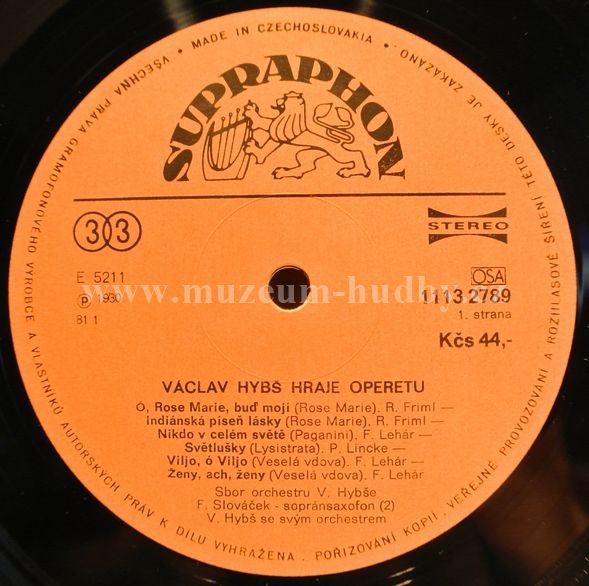 VŠECHNA PRÁVA GRAMOFONOVÉHO VÝROBCE A VLASTNÍKŮ AUTORSKÝCH PRÁV K DÍLU VYHRAŽENA. POŘIZOVÁNÍ KOPIÍ, VEŘEJNÉ PROVOZOVÁNÍ A ROZHLASOVÉ ŠÍŘENÍ TÉTO DESKY JE ZAKÁZÁNO • MADE IN CZECHOSLOVAKIA •
SUPRAPHON
33
STEREO
E 5211
OSA
℗ 1980
1113 2789
81 1
1. strana
Kčs 44,-
www.muzeum-hudby
VÁCLAV HYBŠ HRAJE OPERETU
Ó, Rose Marie, buď mojí (Rose Marie). R. Friml —
Indiánská píseň lásky (Rose Marie). R. Friml —
Nikdo v celém světě (Paganini). F. Lehár —
Světlušky (Lysistrata). P. Lincke —
Viljo, ó Viljo (Veselá vdova). F. Lehár —
Ženy, ach, ženy (Veselá vdova). F. Lehár
Sbor orchestru V. Hybše
F. Slováček - sopránsaxofon (2)
V. Hybš se svým orchestrem